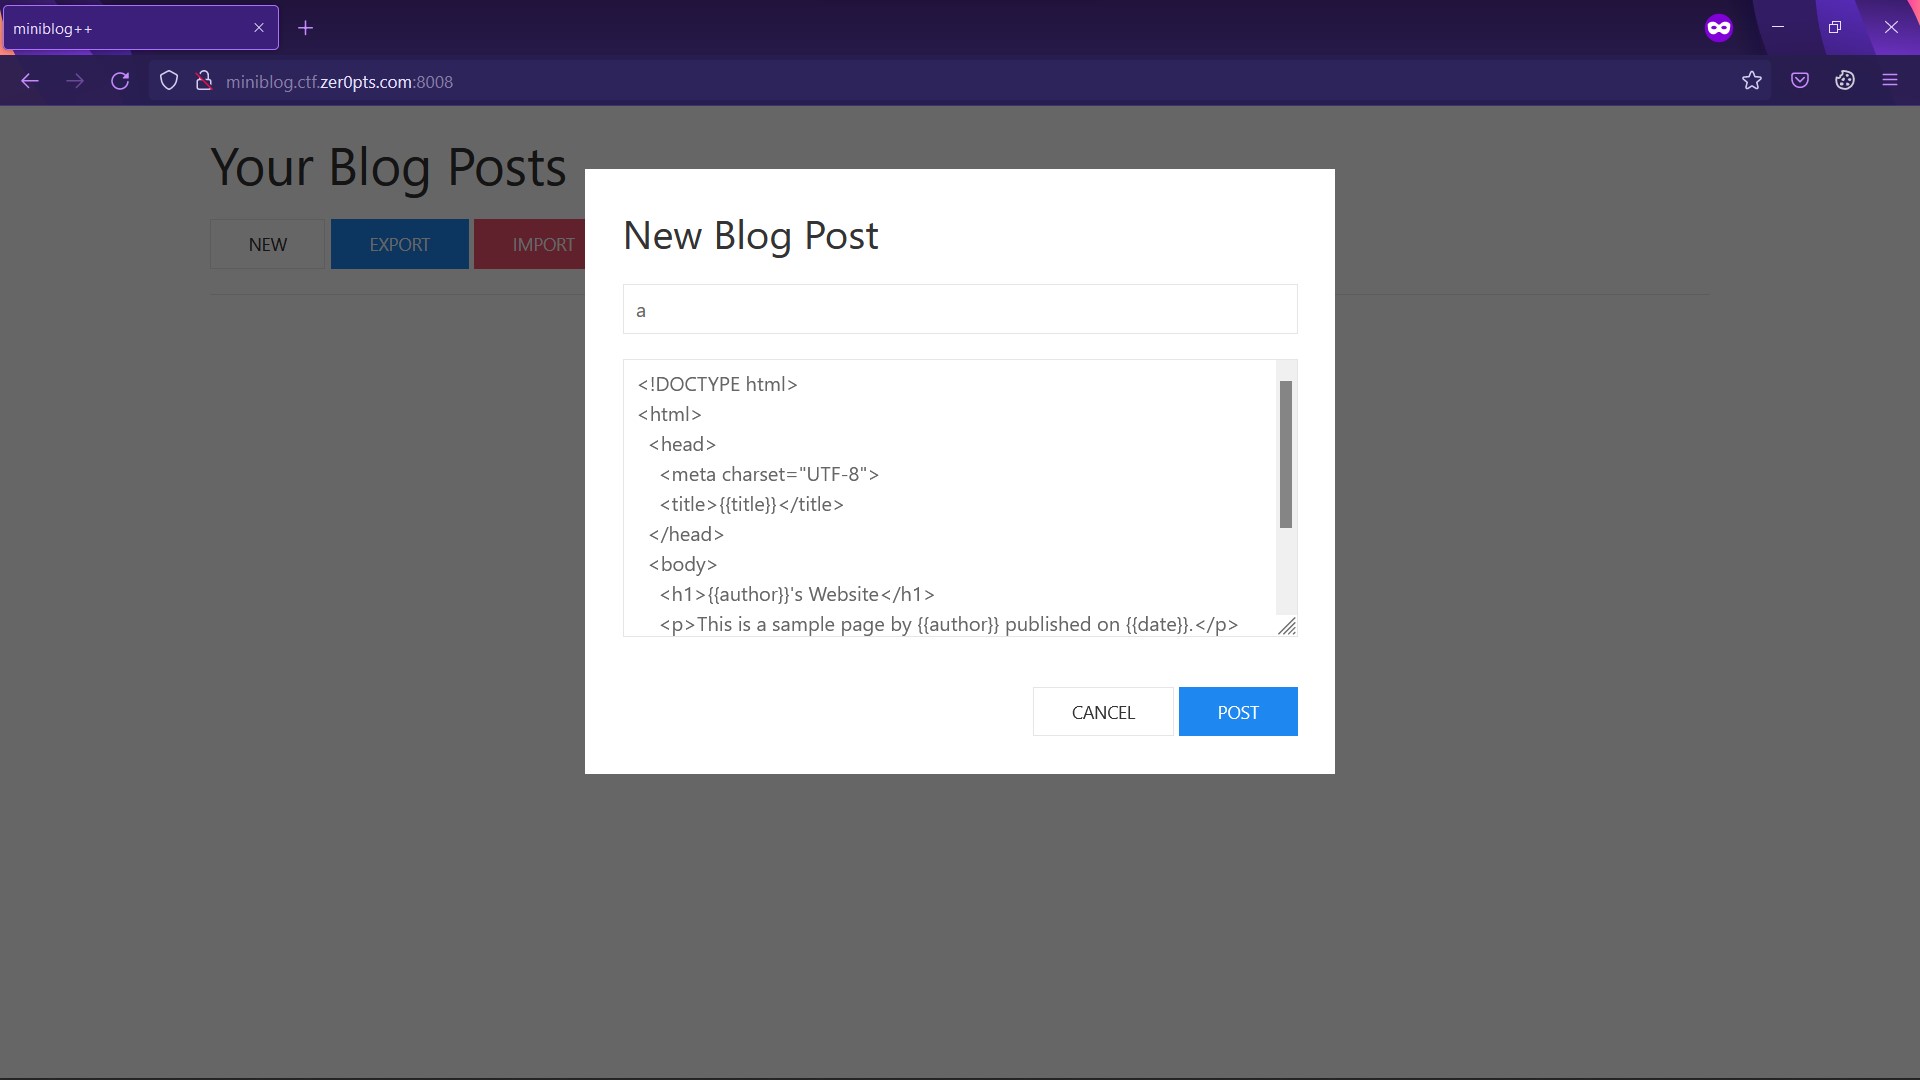 miniblog++
miniblog.ctf.zer0pts.com:8008
Your Blog Posts
NEW
EXPORT
IMPORT
New Blog Post
a
<!DOCTYPE html>
<html>
<head>
<meta charset="UTF-8">
<title>{{title}}</title>
</head>
<body>
<h1>{{author}}'s Website</h1>
<p>This is a sample page by {{author}} published on {{date}}.</p>
CANCEL
POST